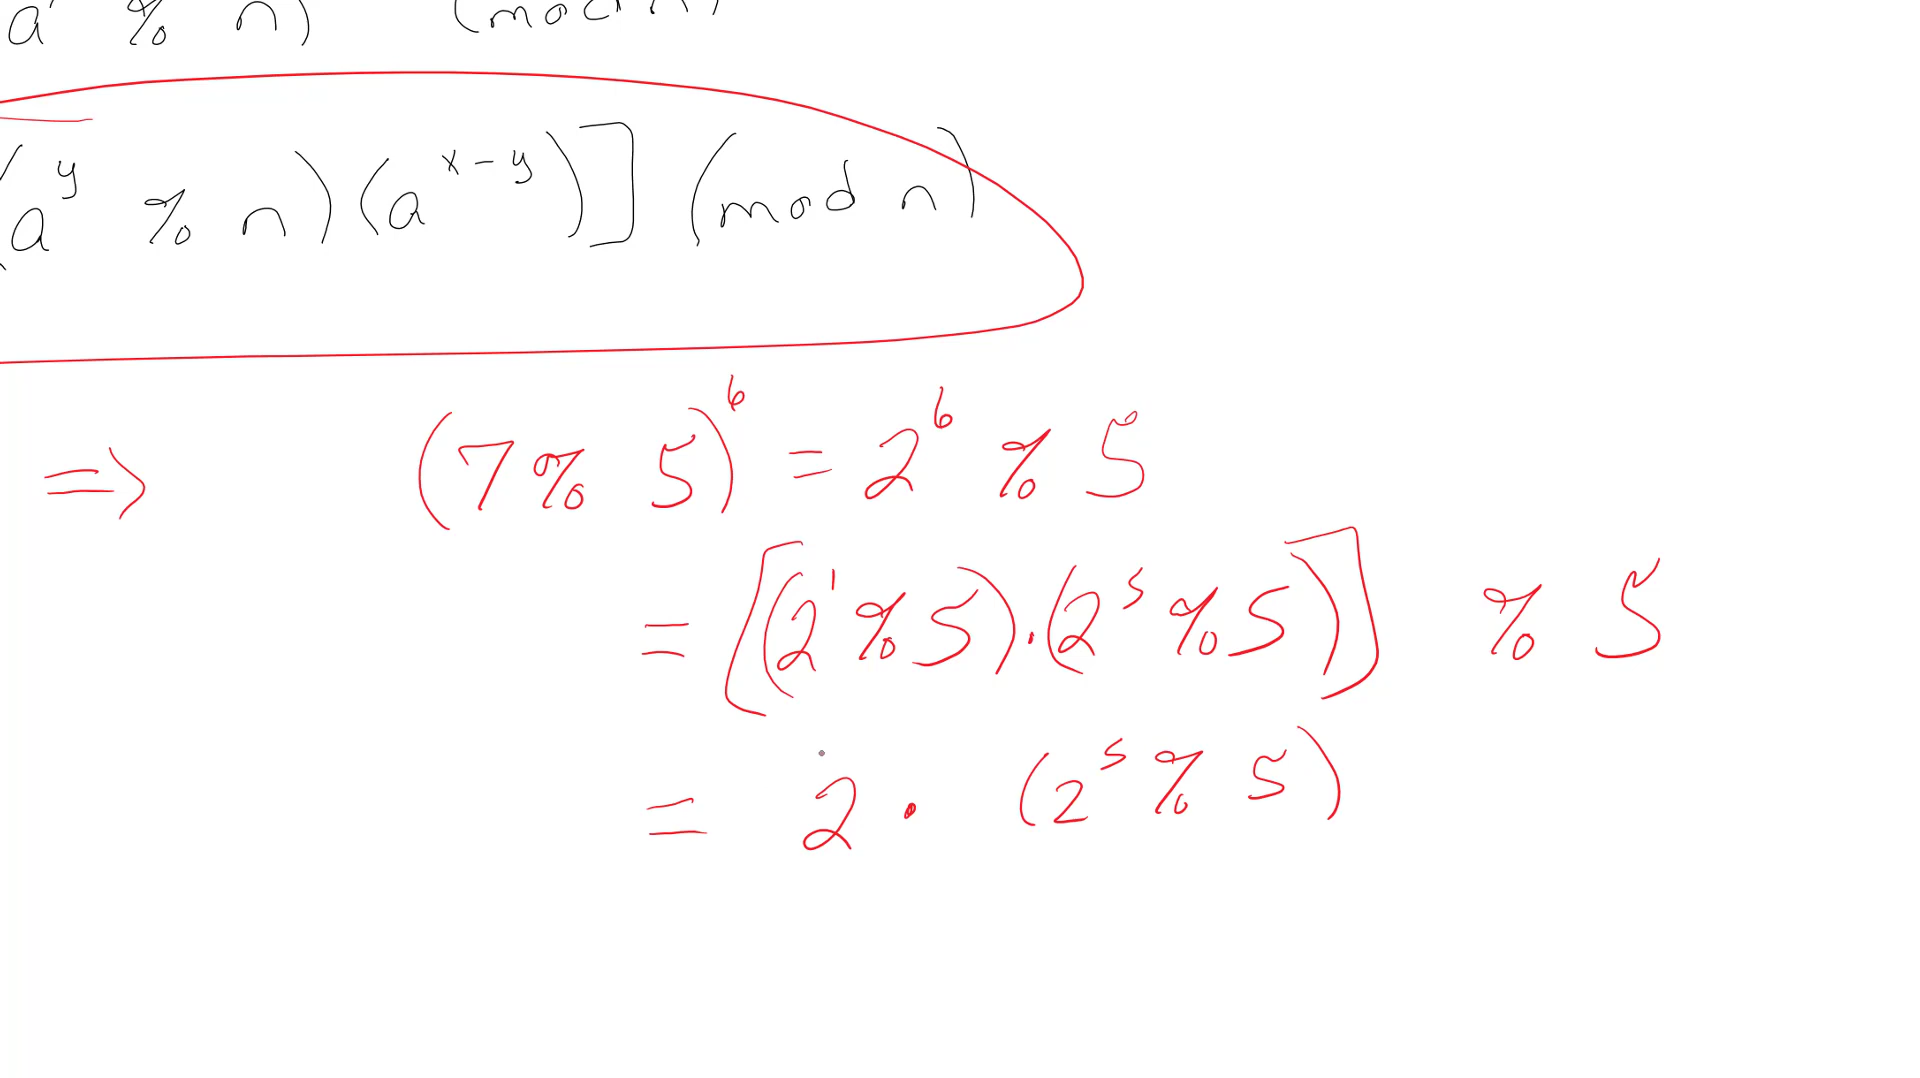 a % n) (mod n)
(a^y % n)(a^{x-y})] (mod n)
=> (7 % 5)^6 = 2^6 % 5
= [(2^1 % 5) · (2^5 % 5)] % 5
= 2 · (2^5 % 5)